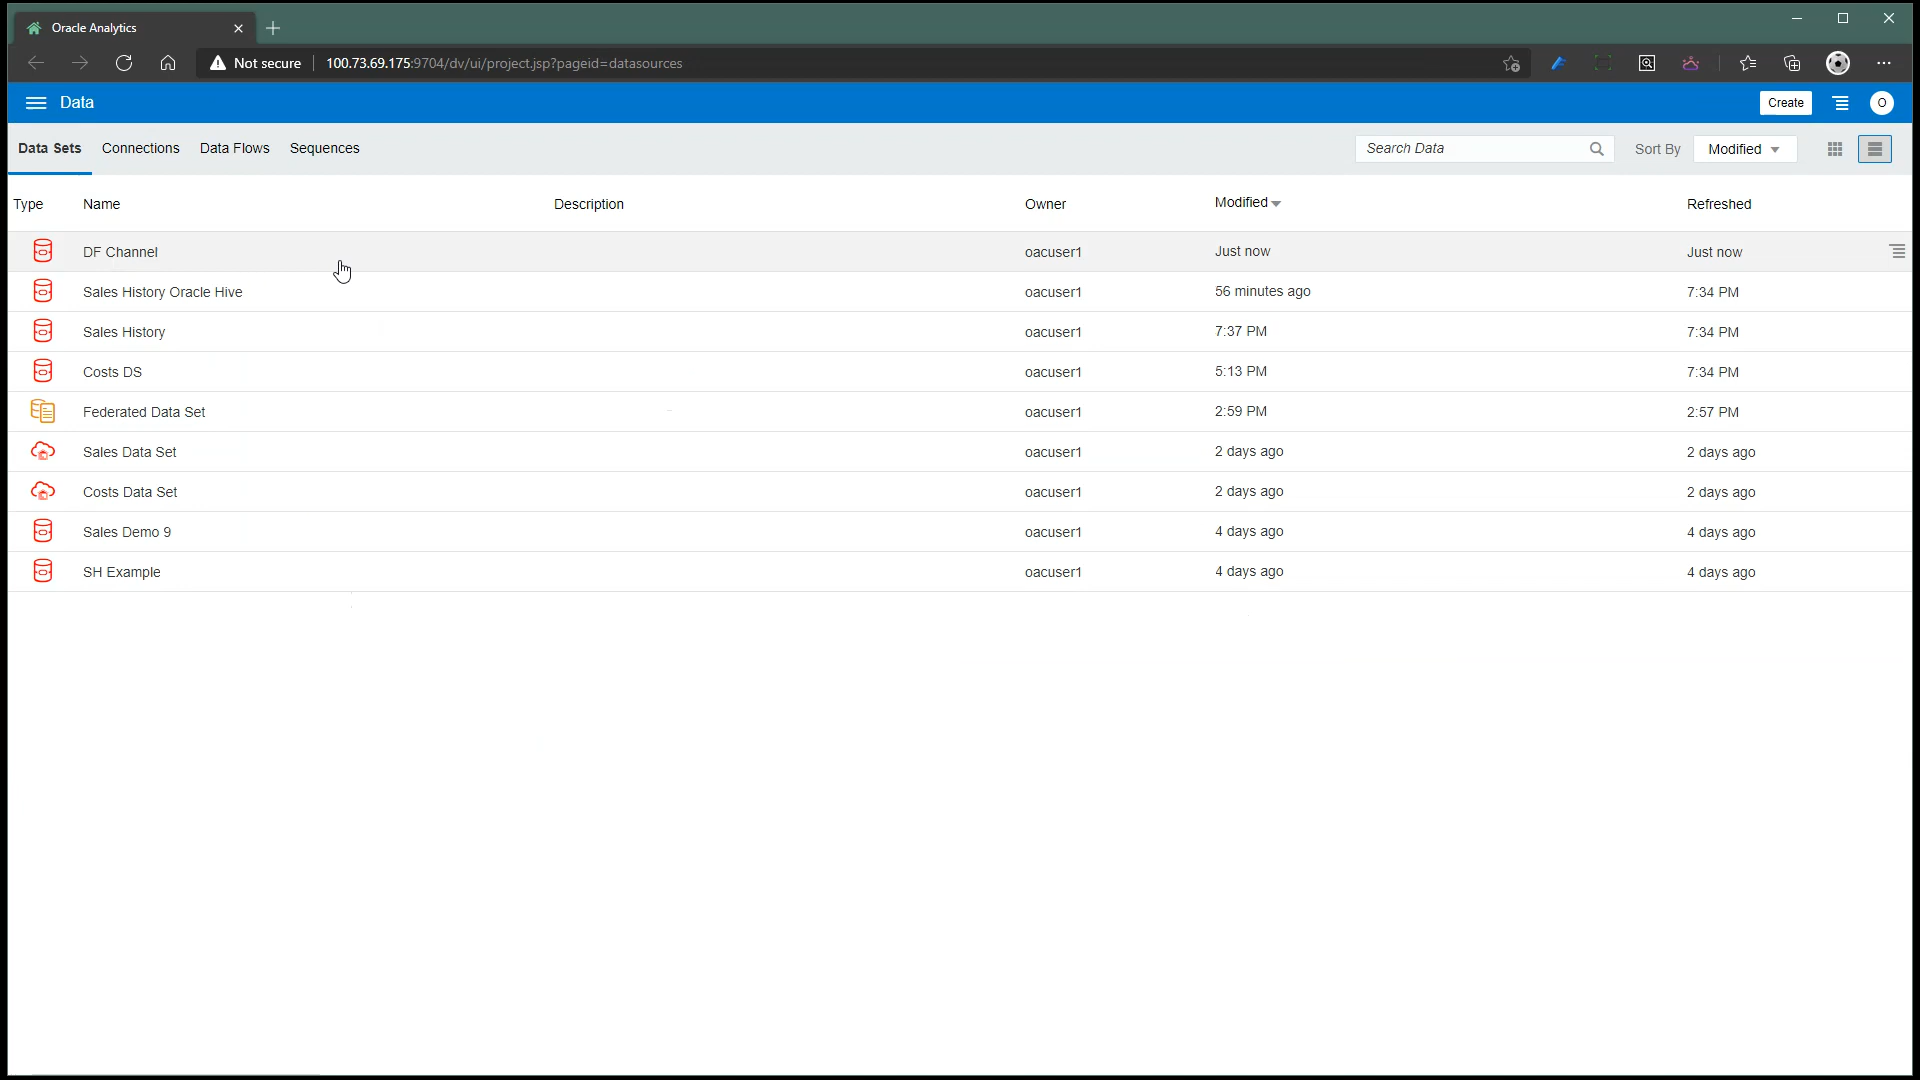 Oracle Analytics
Not secure 100.73.69.175:9704/dv/ui/project.jsp?pageid=datasources
Data Create O
Data Sets Connections Data Flows Sequences Search Data Sort By Modified
Type Name Description Owner Modified Refreshed
DF Channel oacuser1 Just now Just now
Sales History Oracle Hive oacuser1 56 minutes ago 7:34 PM
Sales History oacuser1 7:37 PM 7:34 PM
Costs DS oacuser1 5:13 PM 7:34 PM
Federated Data Set oacuser1 2:59 PM 2:57 PM
Sales Data Set oacuser1 2 days ago 2 days ago
Costs Data Set oacuser1 2 days ago 2 days ago
Sales Demo 9 oacuser1 4 days ago 4 days ago
SH Example oacuser1 4 days ago 4 days ago